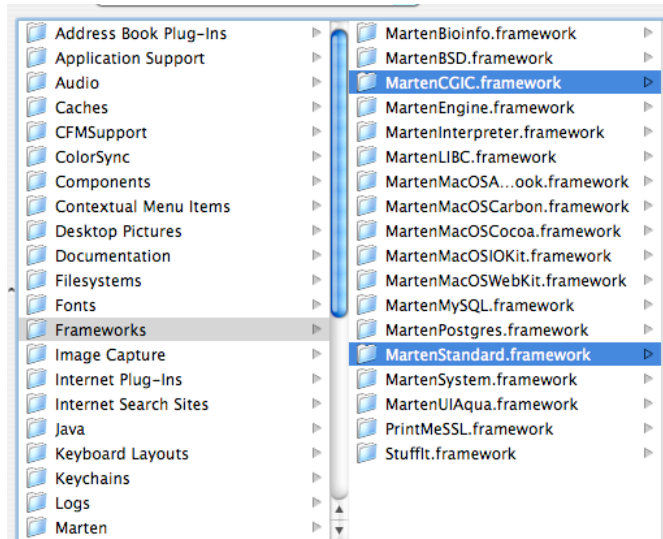 Address Book Plug-Ins
Application Support
Audio
Caches
CFMSupport
ColorSync
Components
Contextual Menu Items
Desktop Pictures
Documentation
Filesystems
Fonts
Frameworks
Image Capture
Internet Plug-Ins
Internet Search Sites
Java
Keyboard Layouts
Keychains
Logs
Marten
MartenBioinfo.framework
MartenBSD.framework
MartenCGIC.framework
MartenEngine.framework
MartenInterpreter.framework
MartenLIBC.framework
MartenMacOSA...ook.framework
MartenMacOSCarbon.framework
MartenMacOSCocoa.framework
MartenMacOSIOKit.framework
MartenMacOSWebKit.framework
MartenMySQL.framework
MartenPostgres.framework
MartenStandard.framework
MartenSystem.framework
MartenUIAqua.framework
PrintMeSSL.framework
StuffIt.framework